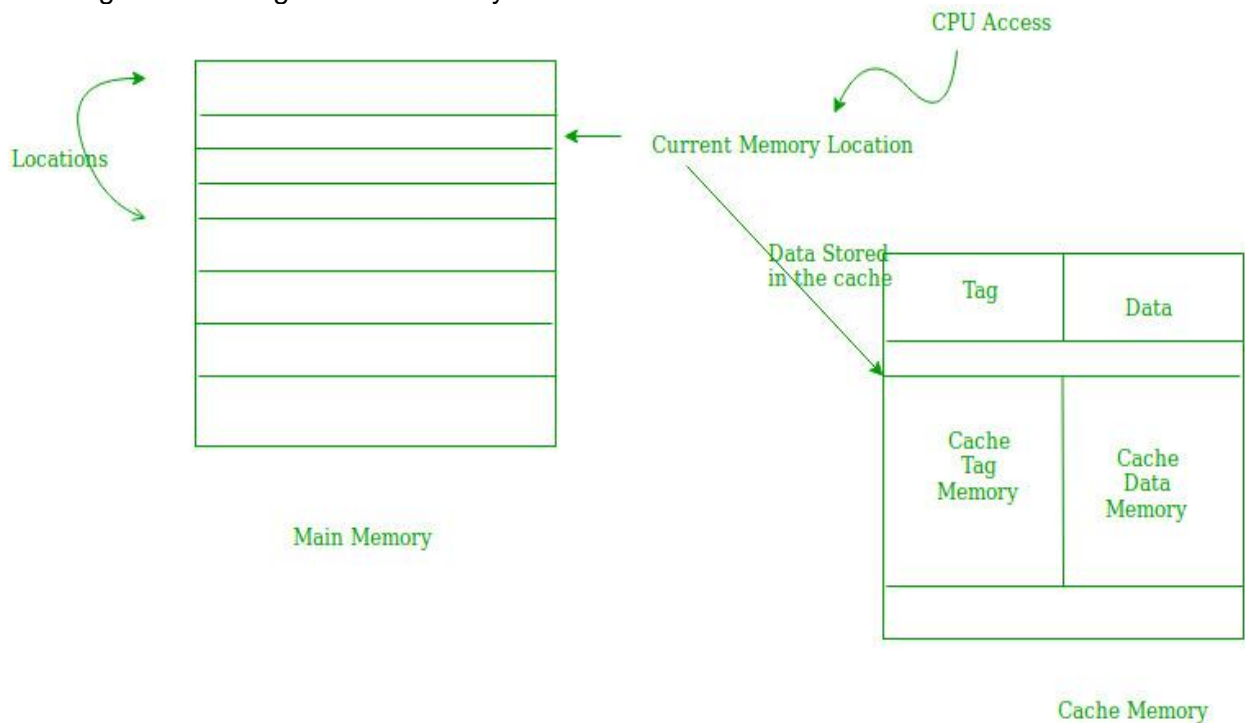 CPU Access
Locations
Current Memory Location
Data Stored
in the cache
Tag
Data
Cache
Tag
Memory
Cache
Data
Memory
Main Memory
Cache Memory